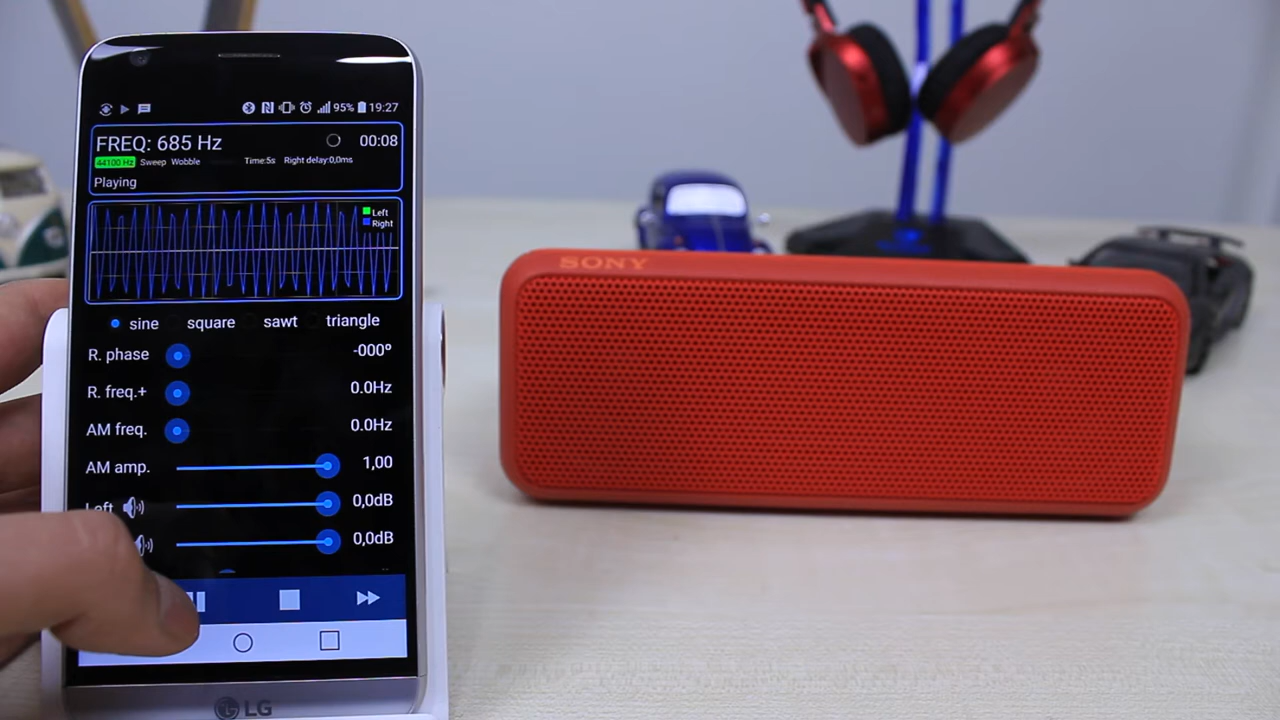 95% 19:27
FREQ: 685 Hz 00:08
44100 Hz Sweep Wobble Time:5s Right delay:0,0ms
Playing
Left
Right
sine square sawt triangle
R. phase -000º
R. freq.+ 0.0Hz
AM freq. 0.0Hz
AM amp. 1,00
Left 0,0dB
0,0dB
LG
SONY